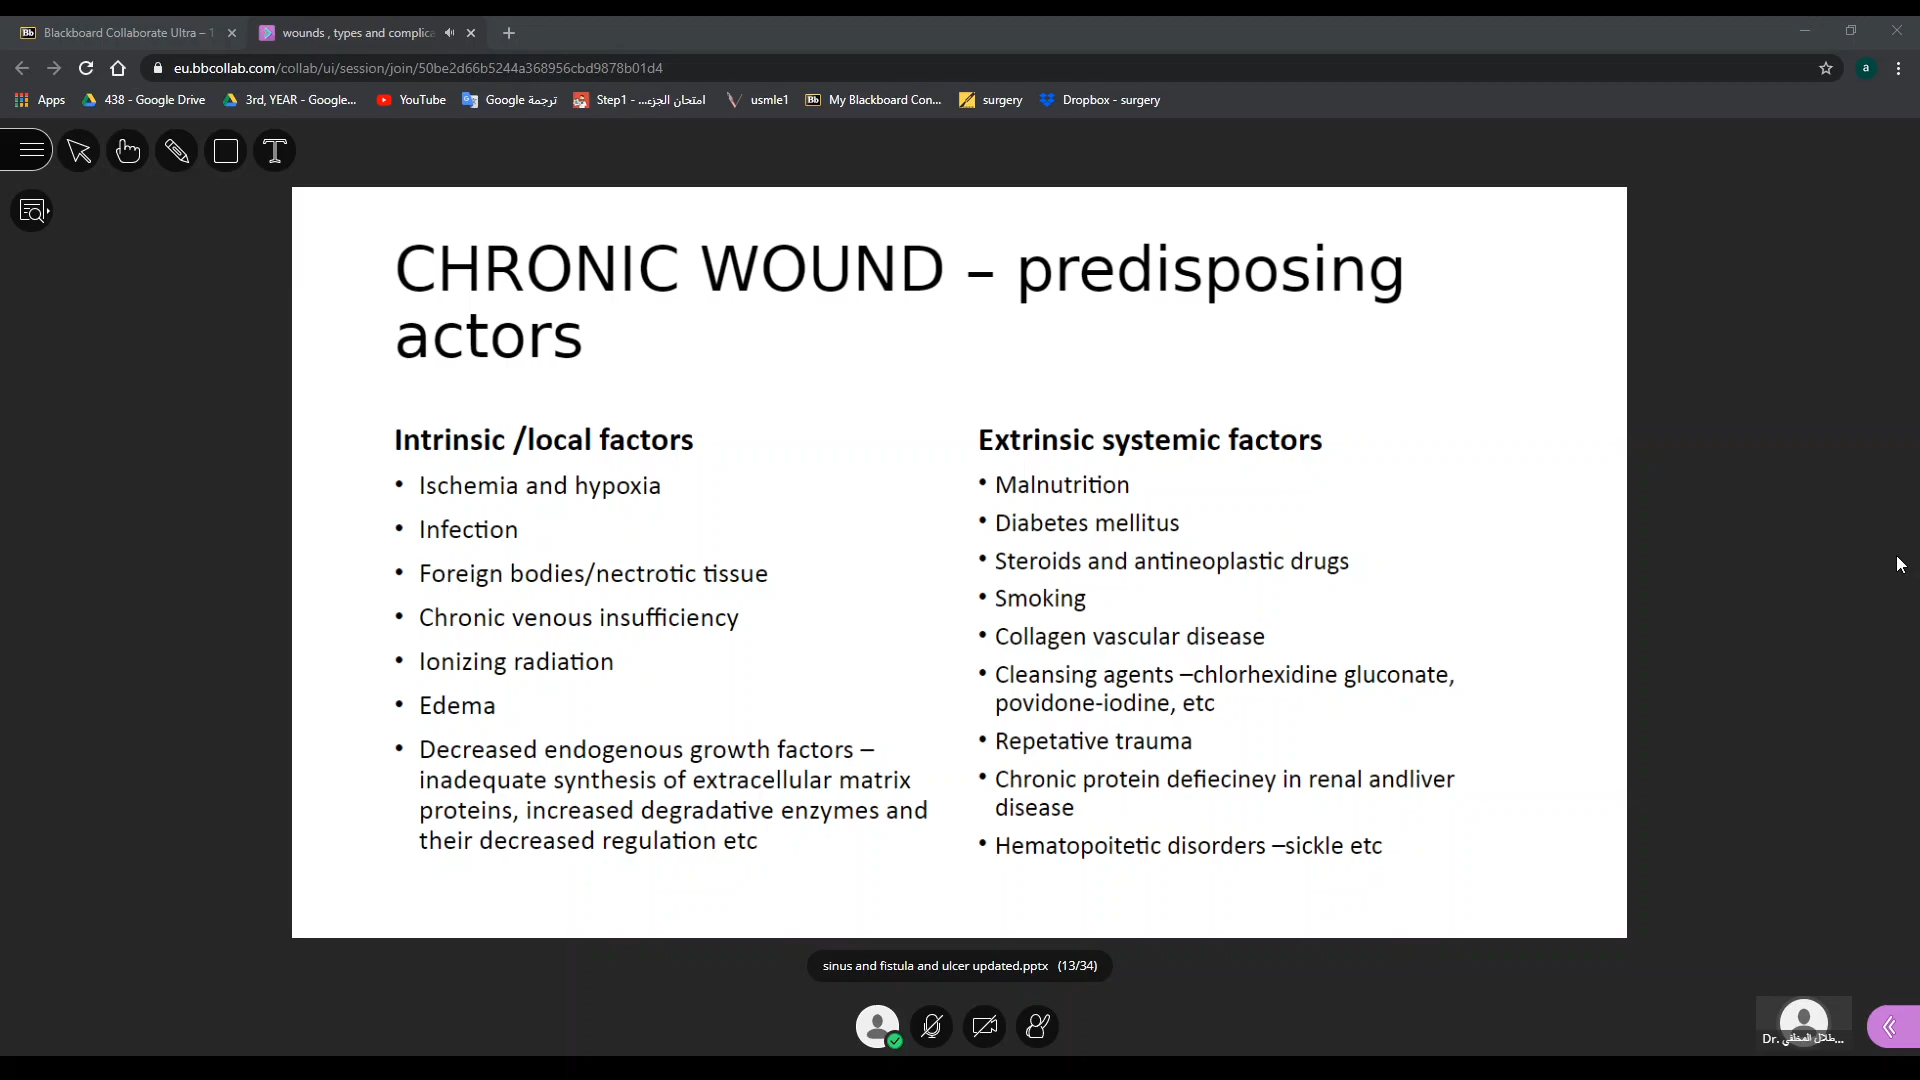 Blackboard Collaborate Ultra – 1
wounds , types and complica
eu.bbcollab.com/collab/ui/session/join/50be2d66b5244a368956cbd9878b01d4
a
Apps
438 - Google Drive
3rd, YEAR - Google...
YouTube
ترجمة Google
Step1 - ...امتحان الجزء
usmle1
Bb My Blackboard Con...
surgery
Dropbox - surgery
T
CHRONIC WOUND – predisposing
actors
Intrinsic /local factors
• Ischemia and hypoxia
• Infection
• Foreign bodies/nectrotic tissue
• Chronic venous insufficiency
• Ionizing radiation
• Edema
• Decreased endogenous growth factors –
inadequate synthesis of extracellular matrix
proteins, increased degradative enzymes and
their decreased regulation etc
Extrinsic systemic factors
• Malnutrition
• Diabetes mellitus
• Steroids and antineoplastic drugs
• Smoking
• Collagen vascular disease
• Cleansing agents –chlorhexidine gluconate,
povidone-iodine, etc
• Repetative trauma
• Chronic protein defieciney in renal andliver
disease
• Hematopoitetic disorders –sickle etc
sinus and fistula and ulcer updated.pptx (13/34)
Dr. طلال